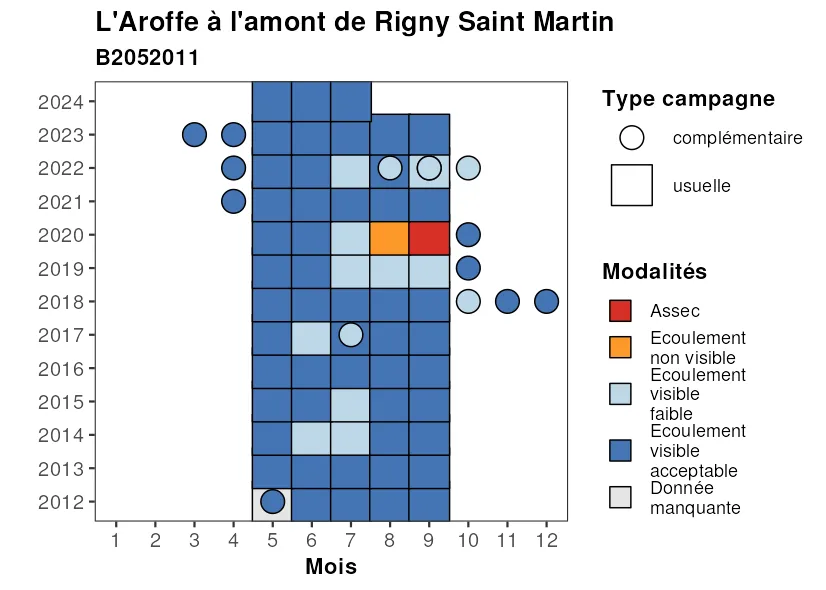 L'Aroffe à l'amont de Rigny Saint Martin
B2052011
2024
2023
2022
2021
2020
2019
2018
2017
2016
2015
2014
2013
2012
1 2 3 4 5 6 7 8 9 10 11 12
Mois
Type campagne
complémentaire
usuelle
Modalités
Assec
Ecoulement
non visible
Ecoulement
visible
faible
Ecoulement
visible
acceptable
Donnée
manquante